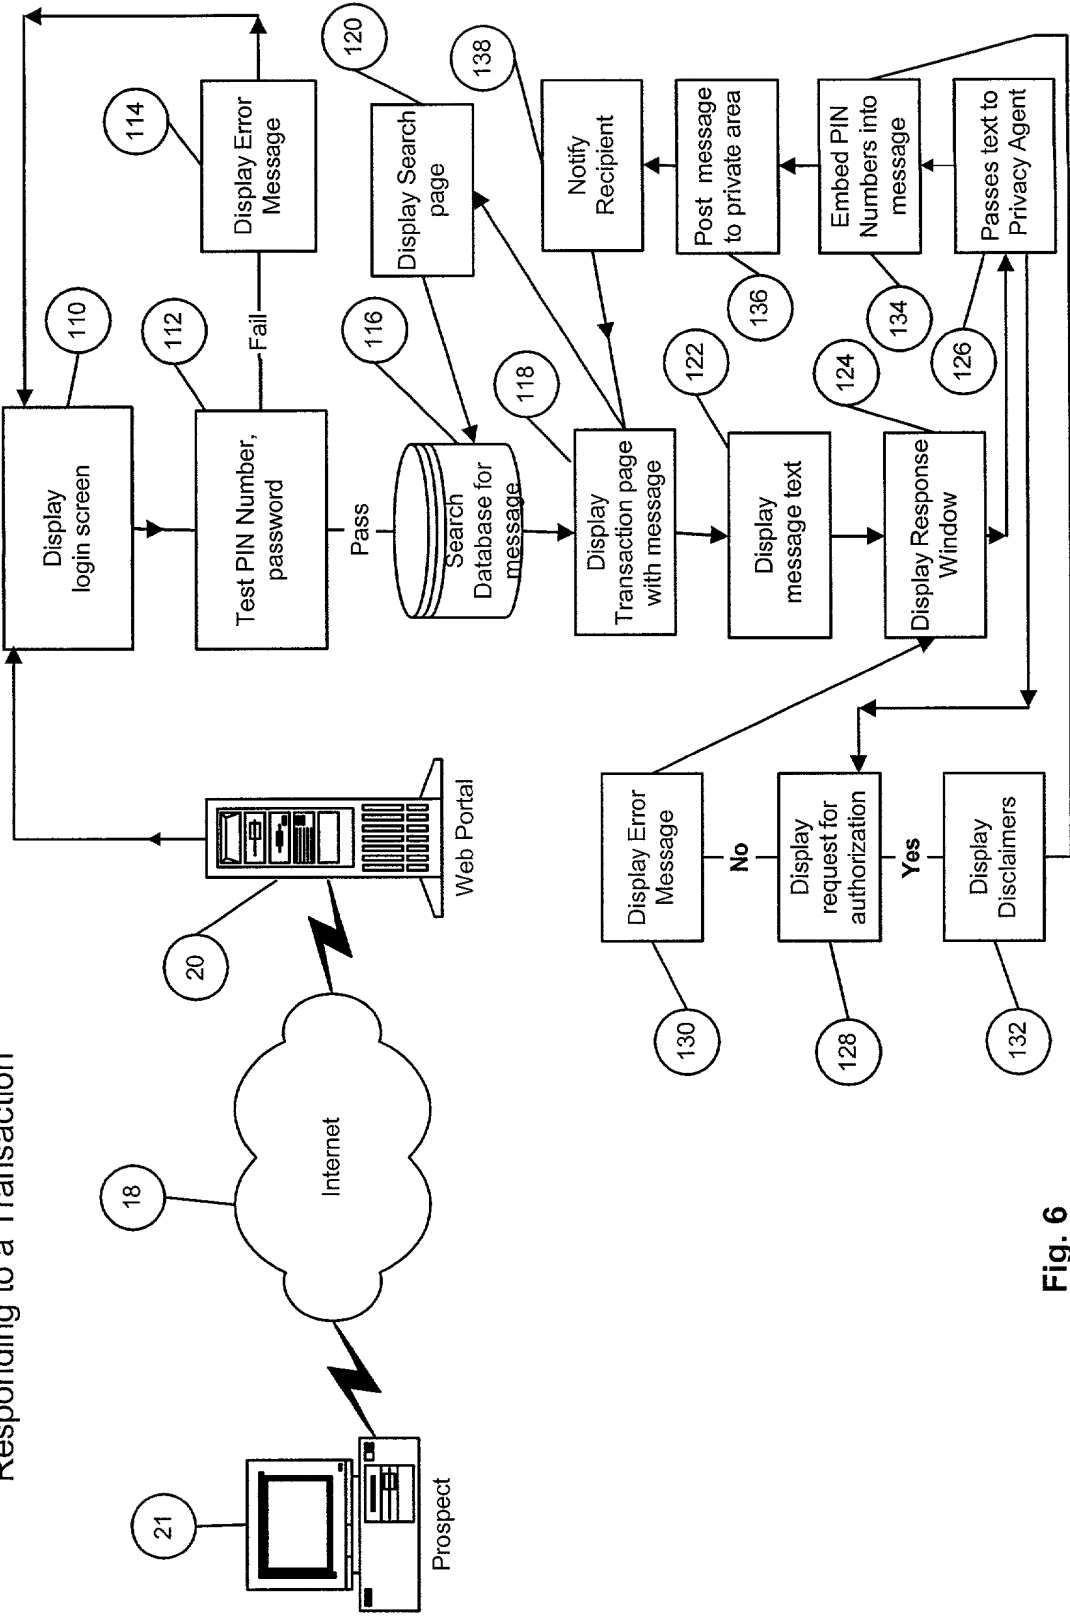 Responding to a Transaction
21
Prospect
18
Internet
20
Web Portal
Display
login screen
110
Test PIN Number,
password
112
Fail
Display Error
Message
114
Pass
Search
Database for
message
116
Display Search
page
120
Display
Transaction page
with message
118
Notify
Recipient
138
Display
message text
122
Post message
to private area
136
Display Response
Window
124
Embed PIN
Numbers into
message
134
Passes text to
Privacy Agent
126
Display Error
Message
130
No
Display
request for
authorization
128
Yes
Display
Disclaimers
132
Fig. 6